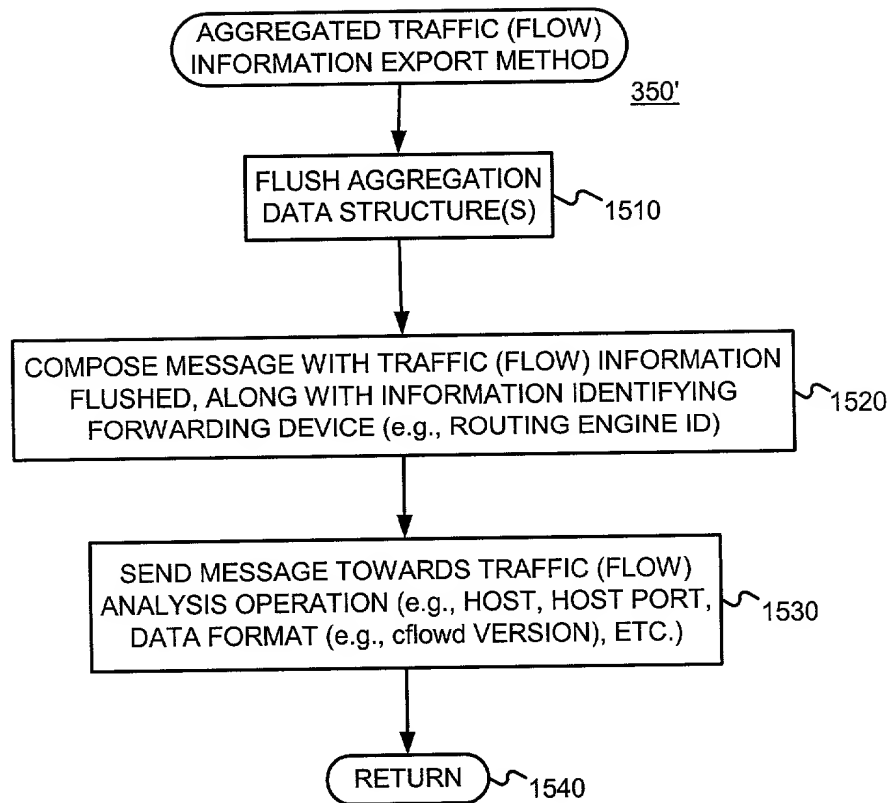 AGGREGATED TRAFFIC (FLOW)
INFORMATION EXPORT METHOD
350'
FLUSH AGGREGATION
DATA STRUCTURE(S)
1510
COMPOSE MESSAGE WITH TRAFFIC (FLOW) INFORMATION
FLUSHED, ALONG WITH INFORMATION IDENTIFYING
FORWARDING DEVICE (e.g., ROUTING ENGINE ID)
1520
SEND MESSAGE TOWARDS TRAFFIC (FLOW)
ANALYSIS OPERATION (e.g., HOST, HOST PORT,
DATA FORMAT (e.g., cflowd VERSION), ETC.)
1530
RETURN
1540